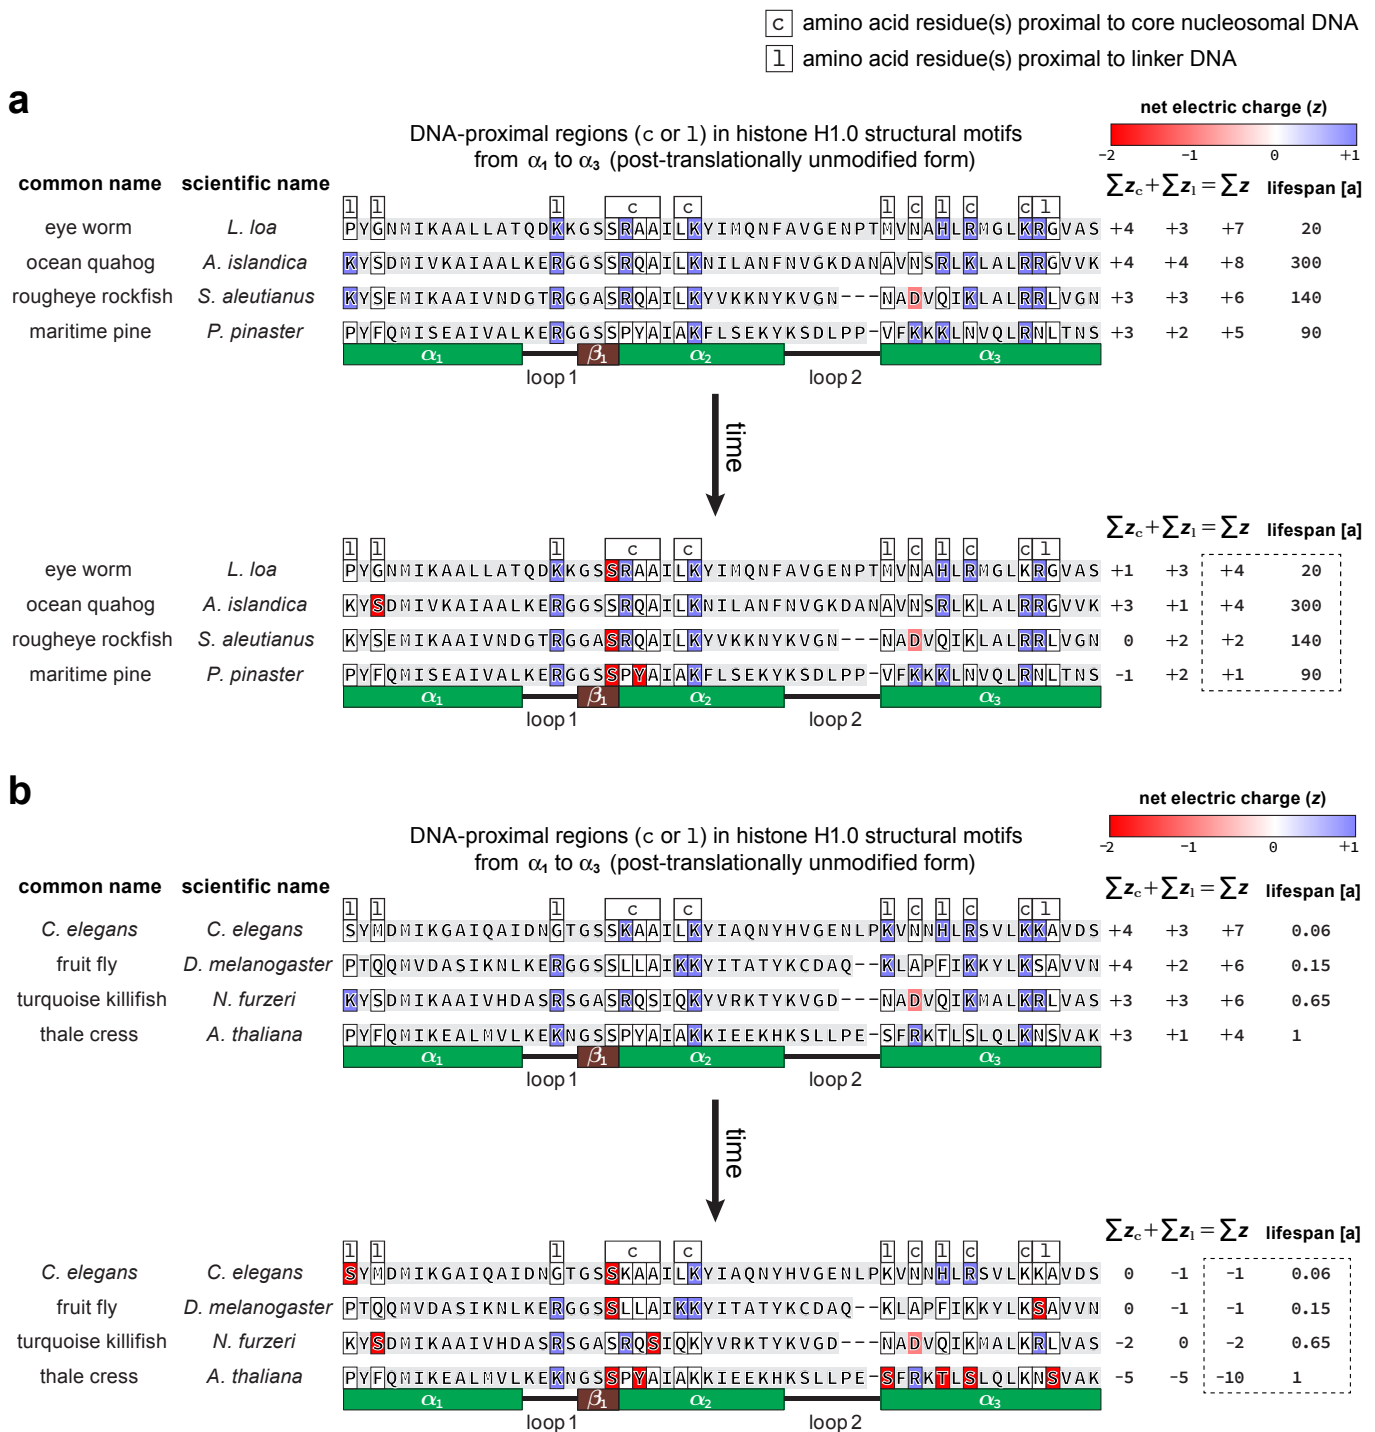 c amino acid residue(s) proximal to core nucleosomal DNA
l amino acid residue(s) proximal to linker DNA
a
net electric charge (z)
-2 -1 0 +1
DNA-proximal regions (c or l) in histone H1.0 structural motifs
from α1 to α3 (post-translationally unmodified form)
common name scientific name ∑zc + ∑zl = ∑z lifespan [a]
l l l c c l c l c c l
eye worm L. loa PYGNMIKAALLATQDKKGSSRAAILKYIMQNFAVGENPTMVNAHLRMGLKRGVAS +4 +3 +7 20
ocean quahog A. islandica KYSDMIVKAIAALKERGGSSRQAILKNILANFNVGKDANAVNSRLKLALRRGVVK +4 +4 +8 300
rougheye rockfish S. aleutianus KYSEMIKAAIVNDGTRGGASRQAILKYVKKNYKVGN---NADVQIKLALRRLVGN +3 +3 +6 140
maritime pine P. pinaster PYFQMISEAIVALKERGGSSPYAIAKFLSEKYKSDLPP-VFKKKLNVQLRNLTNS +3 +2 +5 90
α1 β1 α2 α3
loop 1 loop 2
time
∑zc + ∑zl = ∑z lifespan [a]
l l l c c l c l c c l
eye worm L. loa PYGNMIKAALLATQDKKGSSRAAILKYIMQNFAVGENPTMVNAHLRMGLKRGVAS +1 +3 +4 20
ocean quahog A. islandica KYSDMIVKAIAALKERGGSSRQAILKNILANFNVGKDANAVNSRLKLALRRGVVK +3 +1 +4 300
rougheye rockfish S. aleutianus KYSEMIKAAIVNDGTRGGASRQAILKYVKKNYKVGN---NADVQIKLALRRLVGN 0 +2 +2 140
maritime pine P. pinaster PYFQMISEAIVALKERGGSSPYAIAKFLSEKYKSDLPP-VFKKKLNVQLRNLTNS -1 +2 +1 90
α1 β1 α2 α3
loop 1 loop 2
b
net electric charge (z)
-2 -1 0 +1
DNA-proximal regions (c or l) in histone H1.0 structural motifs
from α1 to α3 (post-translationally unmodified form)
common name scientific name ∑zc + ∑zl = ∑z lifespan [a]
l l l c c l c l c c l
C. elegans C. elegans SYMDMIKGAIQAIDNGTGSSKAAILKYIAQNYHVGENLPKVNNHLRSVLKKAVDS +4 +3 +7 0.06
fruit fly D. melanogaster PTQQMVDASIKNLKERGGSSLLAIKKYITATYKCDAQ--KLAPFIKKYLKSAVVN +4 +2 +6 0.15
turquoise killifish N. furzeri KYSDMIKAAIVHDASRSGASRQSIQKYVRKTYKVGD---NADVQIKMALKRLVAS +3 +3 +6 0.65
thale cress A. thaliana PYFQMIKEALMVLKEKNGSSPYAIAKKIEEKHKSLLPE-SFRKTLSLQLKNSVAK +3 +1 +4 1
α1 β1 α2 α3
loop 1 loop 2
time
∑zc + ∑zl = ∑z lifespan [a]
l l l c c l c l c c l
C. elegans C. elegans SYMDMIKGAIQAIDNGTGSSKAAILKYIAQNYHVGENLPKVNNHLRSVLKKAVDS 0 -1 -1 0.06
fruit fly D. melanogaster PTQQMVDASIKNLKERGGSSLLAIKKYITATYKCDAQ--KLAPFIKKYLKSAVVN 0 -1 -1 0.15
turquoise killifish N. furzeri KYSDMIKAAIVHDASRSGASRQSIQKYVRKTYKVGD---NADVQIKMALKRLVAS -2 0 -2 0.65
thale cress A. thaliana PYFQMIKEALMVLKEKNGSSPYAIAKKIEEKHKSLLPE-SFRKTLSLQLKNSVAK -5 -5 -10 1
α1 β1 α2 α3
loop 1 loop 2